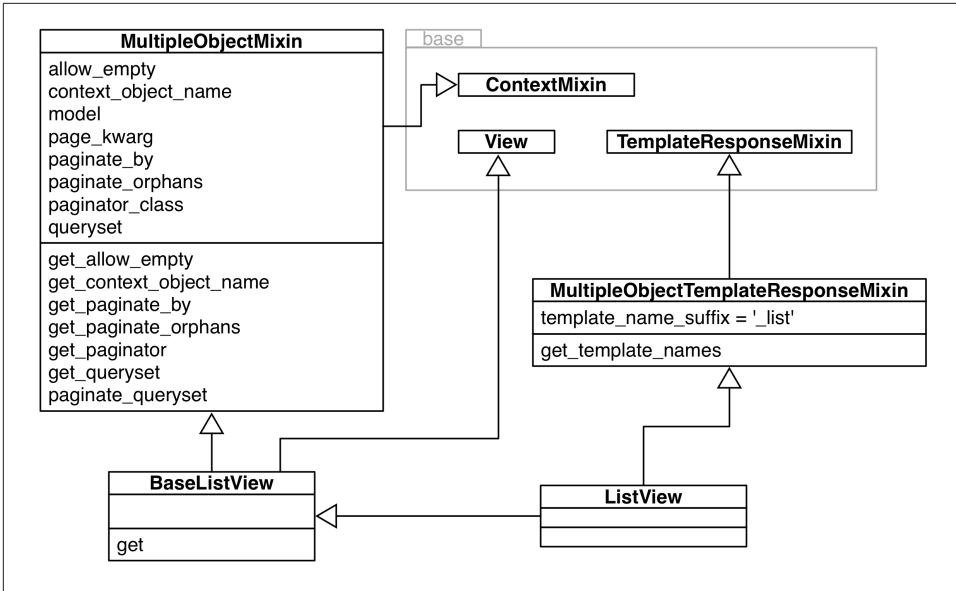 MultipleObjectMixin
allow_empty
context_object_name
model
page_kwarg
paginate_by
paginate_orphans
paginator_class
queryset
get_allow_empty
get_context_object_name
get_paginate_by
get_paginate_orphans
get_paginator
get_queryset
paginate_queryset
base
ContextMixin
View
TemplateResponseMixin
MultipleObjectTemplateResponseMixin
template_name_suffix = '_list'
get_template_names
BaseListView
get
ListView